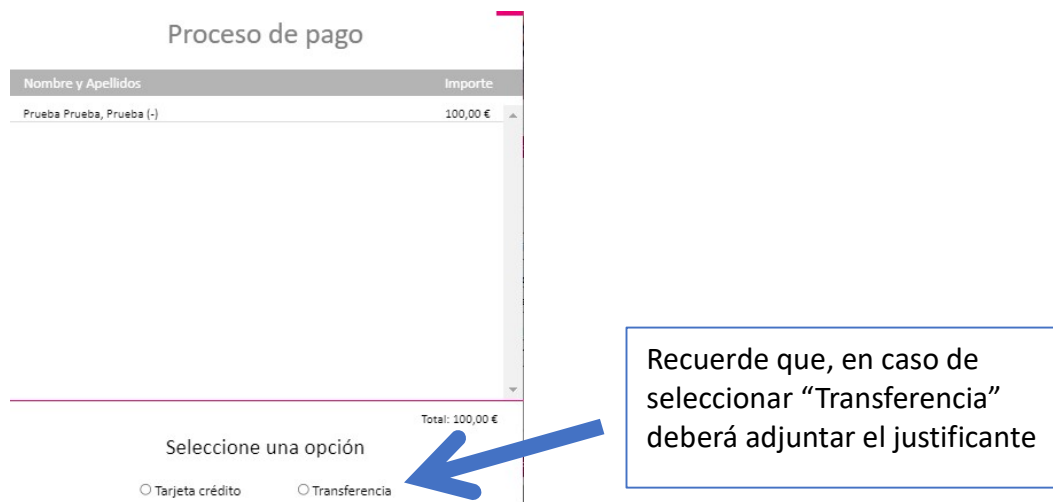 Proceso de pago
Nombre y Apellidos Importe
Prueba Prueba, Prueba (-) 100,00 €
Total: 100,00 €
Seleccione una opción
Tarjeta crédito Transferencia
Recuerde que, en caso de
seleccionar “Transferencia”
deberá adjuntar el justificante